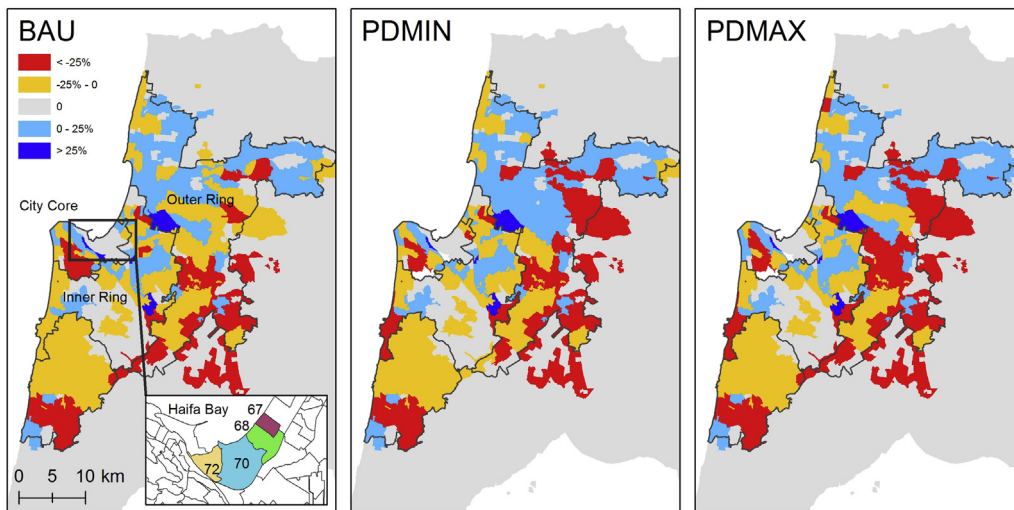 BAU
< -25%
-25% - 0
0
0 - 25%
> 25%
City Core
Outer Ring
Inner Ring
0 5 10 km
Haifa Bay
67
68
70
72
PDMIN
PDMAX